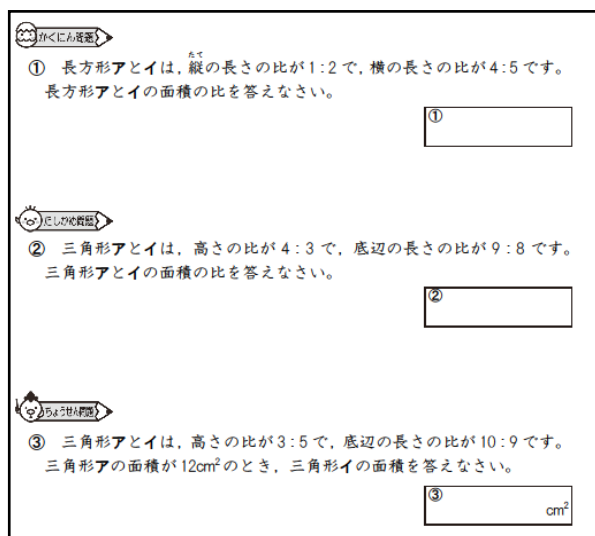 かくにん問題
① 長方形アとイは，縦の長さの比が1:2で，横の長さの比が4:5です。
たて
長方形アとイの面積の比を答えなさい。
①
たしかめ問題
② 三角形アとイは，高さの比が4:3で，底辺の長さの比が9:8です。
三角形アとイの面積の比を答えなさい。
②
ちょうせん問題
③ 三角形アとイは，高さの比が3:5で，底辺の長さの比が10:9です。
三角形アの面積が12cm²のとき，三角形イの面積を答えなさい。
③
cm²